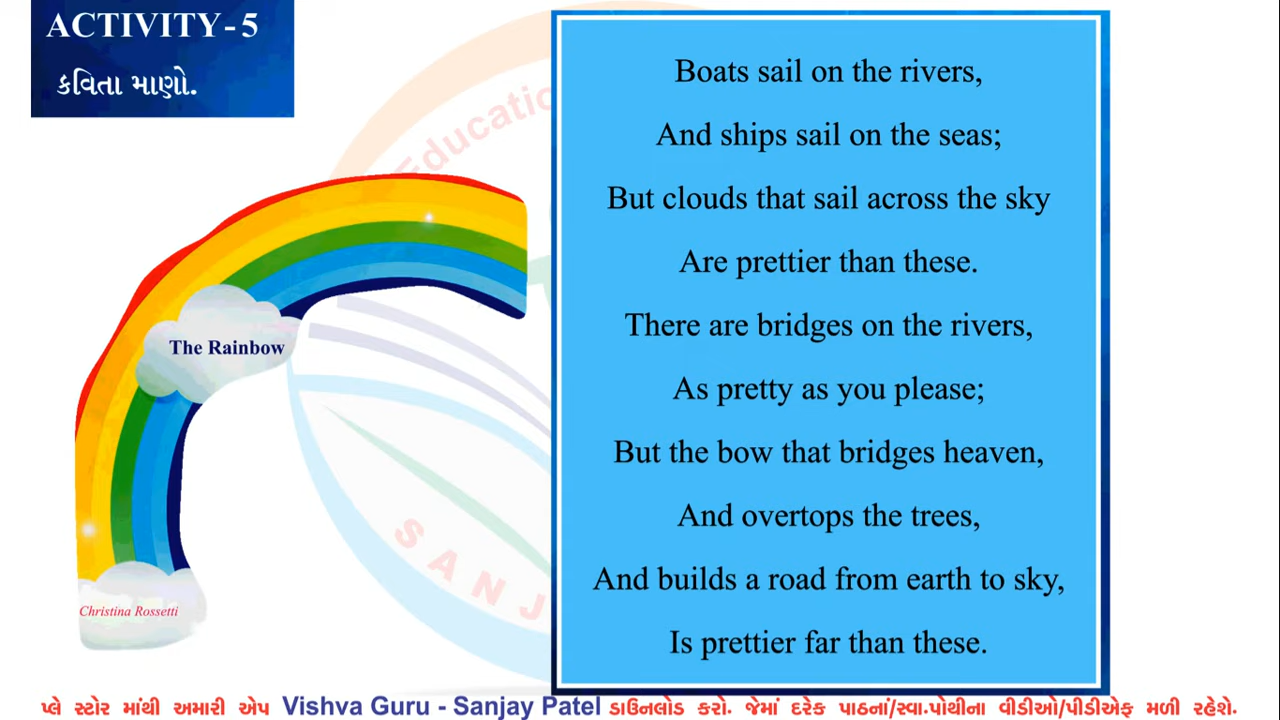 ACTIVITY-5
કવિતા માણો.
Education
The Rainbow
Christina Rossetti
SANJ
Boats sail on the rivers,
And ships sail on the seas;
But clouds that sail across the sky
Are prettier than these.
There are bridges on the rivers,
As pretty as you please;
But the bow that bridges heaven,
And overtops the trees,
And builds a road from earth to sky,
Is prettier far than these.
પ્લે સ્ટોર માંથી અમારી એપ Vishva Guru - Sanjay Patel ડાઉનલોડ કરો. જેમાં દરેક પાઠનાં/સ્વા.પોથીના વીડીઓ/પીડીએફ મળી રહેશે.